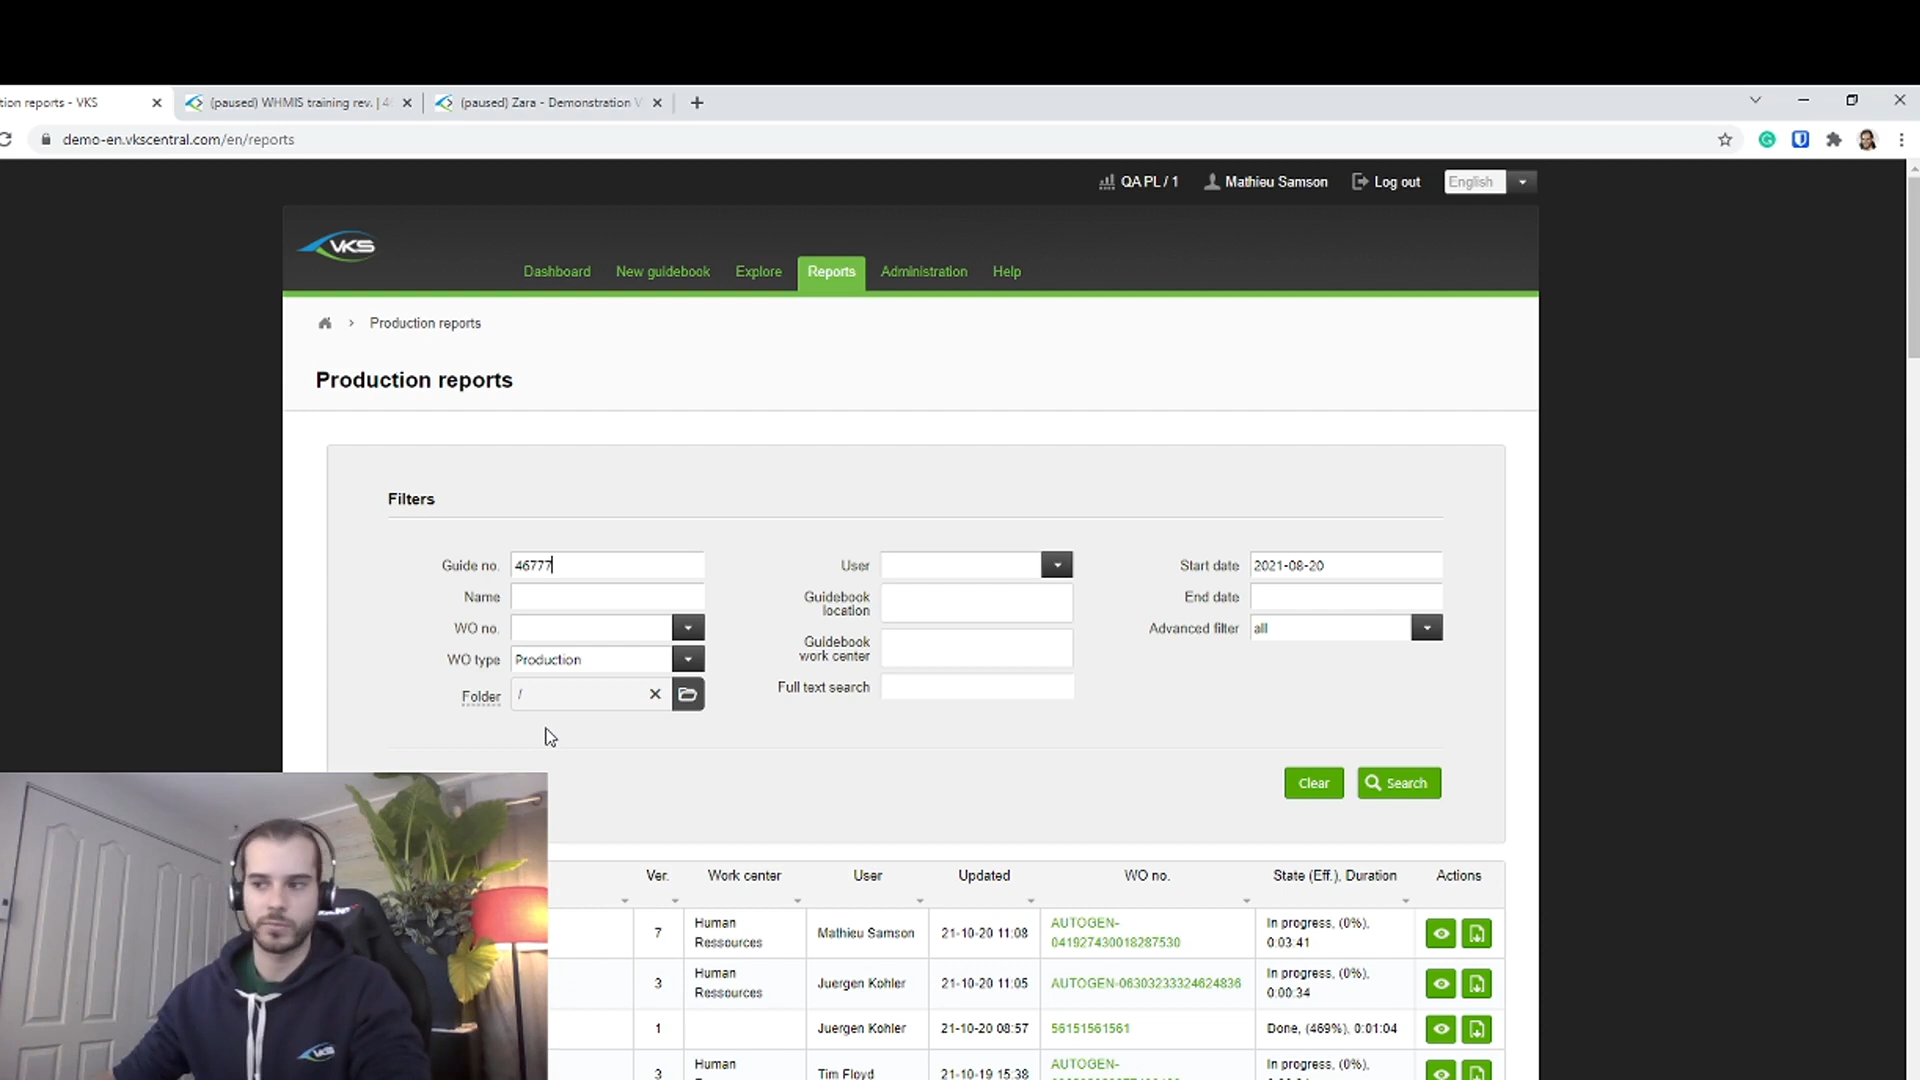 tion reports - VKS
(paused) WHMIS training rev. | 4
(paused) Zara - Demonstration V
demo-en.vkscentral.com/en/reports
QA PL / 1
Mathieu Samson
Log out
English
VKS
Dashboard
New guidebook
Explore
Reports
Administration
Help
Production reports
Production reports
Filters
Guide no. 46777
Name
WO no.
WO type Production
Folder /
User
Guidebook location
Guidebook work center
Full text search
Start date 2021-08-20
End date
Advanced filter all
Clear
Search
Ver. Work center User Updated WO no. State (Eff.), Duration Actions
7 Human Ressources Mathieu Samson 21-10-20 11:08 AUTOGEN-041927430018287530 In progress, (0%), 0:03:41
3 Human Ressources Juergen Kohler 21-10-20 11:05 AUTOGEN-06303233324624836 In progress, (0%), 0:00:34
1 Juergen Kohler 21-10-20 08:57 56151561561 Done, (469%), 0:01:04
3 Human Tim Floyd 21-10-19 15:38 AUTOGEN- In progress, (0%),
VKS